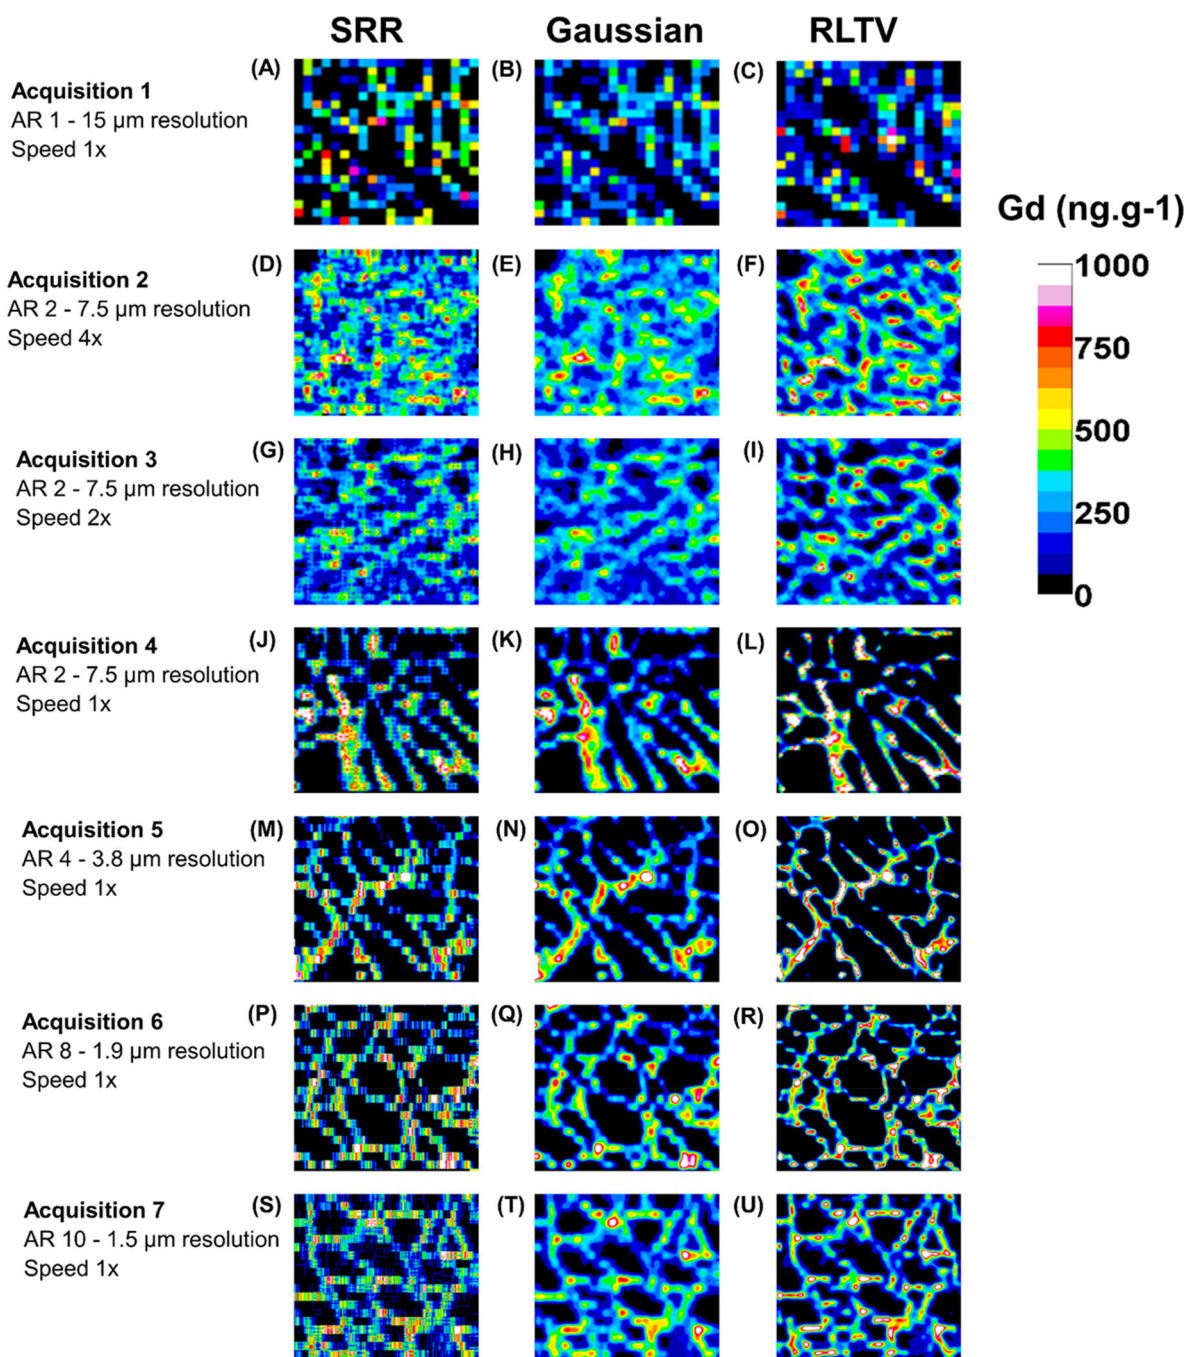 SRR Gaussian RLTV
(A) (B) (C)
Acquisition 1
AR 1 - 15 µm resolution
Speed 1x
Gd (ng.g-1)
1000
750
500
250
0
(D) (E) (F)
Acquisition 2
AR 2 - 7.5 µm resolution
Speed 4x
(G) (H) (I)
Acquisition 3
AR 2 - 7.5 µm resolution
Speed 2x
(J) (K) (L)
Acquisition 4
AR 2 - 7.5 µm resolution
Speed 1x
(M) (N) (O)
Acquisition 5
AR 4 - 3.8 µm resolution
Speed 1x
(P) (Q) (R)
Acquisition 6
AR 8 - 1.9 µm resolution
Speed 1x
(S) (T) (U)
Acquisition 7
AR 10 - 1.5 µm resolution
Speed 1x